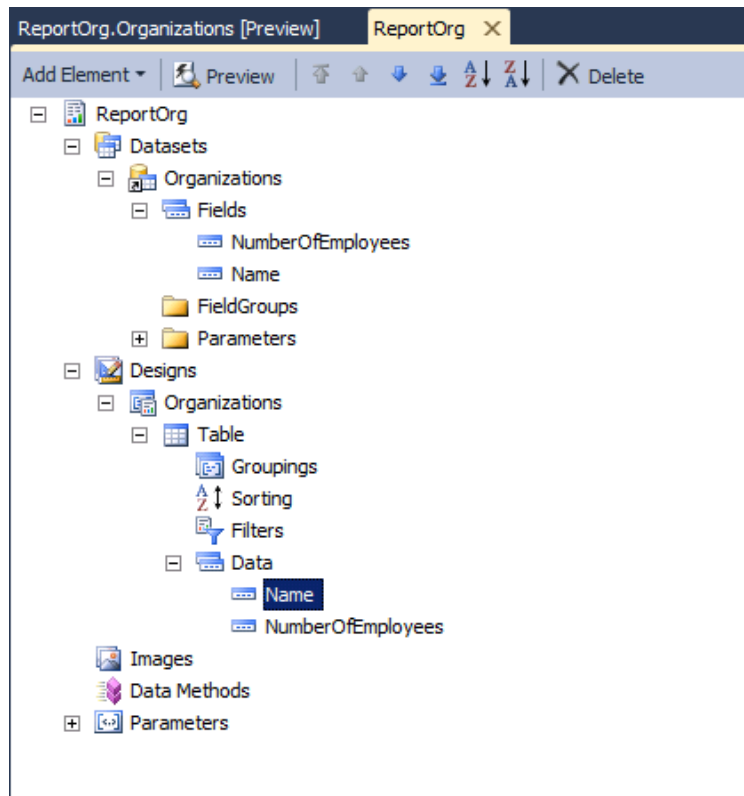 ReportOrg.Organizations [Preview] ReportOrg
Add Element Preview Delete
ReportOrg
Datasets
Organizations
Fields
NumberOfEmployees
Name
FieldGroups
Parameters
Designs
Organizations
Table
Groupings
Sorting
Filters
Data
Name
NumberOfEmployees
Images
Data Methods
Parameters